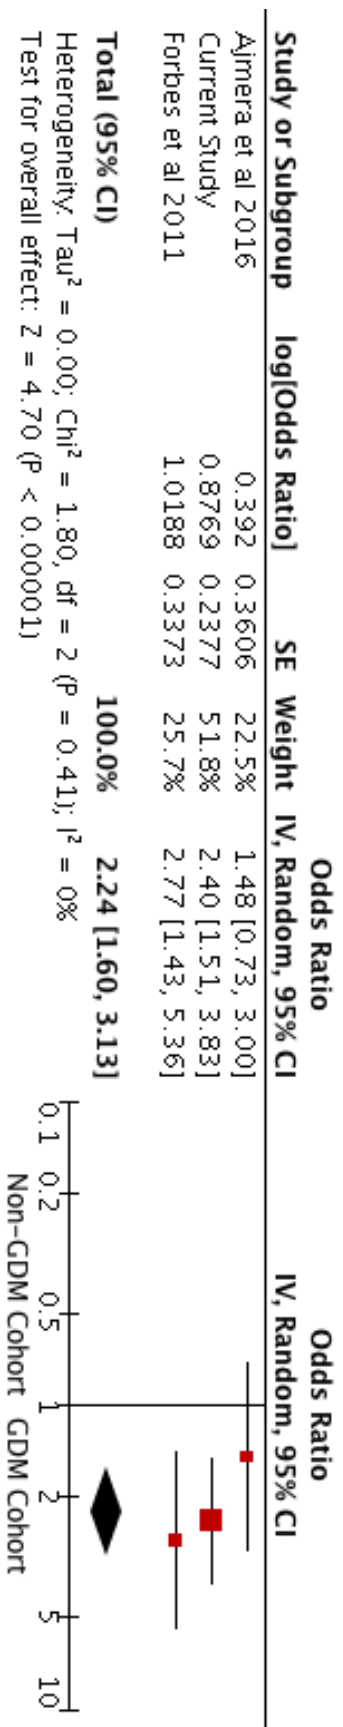 Odds Ratio Odds Ratio
Study or Subgroup log[Odds Ratio] SE Weight IV, Random, 95% CI IV, Random, 95% CI
Ajmera et al 2016 0.392 0.3606 22.5% 1.48 [0.73, 3.00]
Current Study 0.8769 0.2377 51.8% 2.40 [1.51, 3.83]
Forbes et al 2011 1.0188 0.3373 25.7% 2.77 [1.43, 5.36]
Total (95% CI) 100.0% 2.24 [1.60, 3.13]
Heterogeneity: Tau² = 0.00; Chi² = 1.80, df = 2 (P = 0.41); I² = 0%
Test for overall effect: Z = 4.70 (P < 0.00001)
0.1 0.2 0.5 1 2 5 10
Non-GDM Cohort GDM Cohort